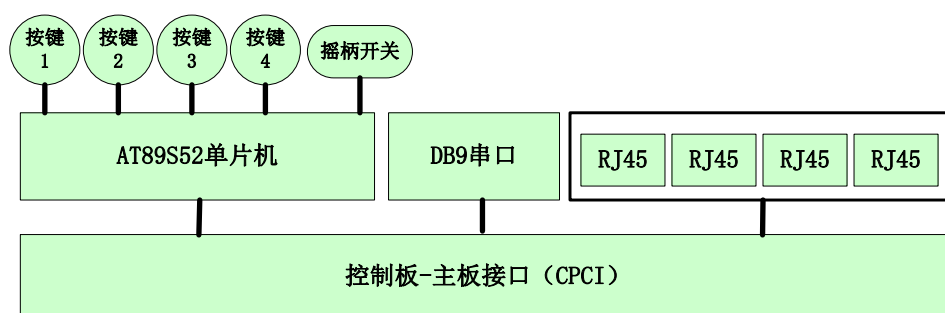 按键
1
按键
2
按键
3
按键
4
摇柄开关
AT89S52单片机
DB9串口
RJ45
RJ45
RJ45
RJ45
控制板-主板接口（CPCI）